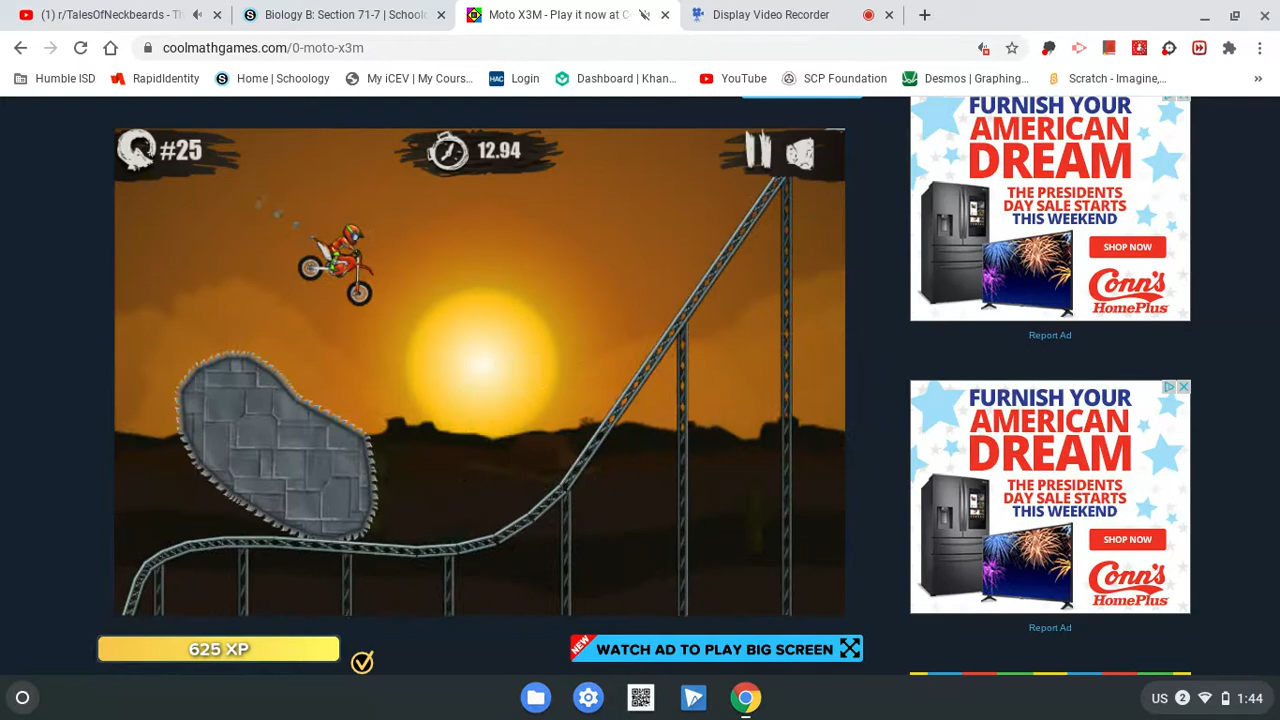 (1) r/TalesOfNeckbeards - Th
Biology B: Section 71-7 | Schoolo
Moto X3M - Play it now at Co
Display Video Recorder
coolmathgames.com/0-moto-x3m
Humble ISD
RapidIdentity
Home | Schoology
My iCEV | My Cours...
HAC
Login
Dashboard | Khan...
YouTube
SCP Foundation
Desmos | Graphing...
Scratch - Imagine,...
»
#25
12.94
FURNISH YOUR
AMERICAN
DREAM
THE PRESIDENTS
DAY SALE STARTS
THIS WEEKEND
SHOP NOW
Conn's
HomePlus
Report Ad
FURNISH YOUR
AMERICAN
DREAM
THE PRESIDENTS
DAY SALE STARTS
THIS WEEKEND
SHOP NOW
Conn's
HomePlus
Report Ad
625 XP
NEW
WATCH AD TO PLAY BIG SCREEN
US
2
1:44